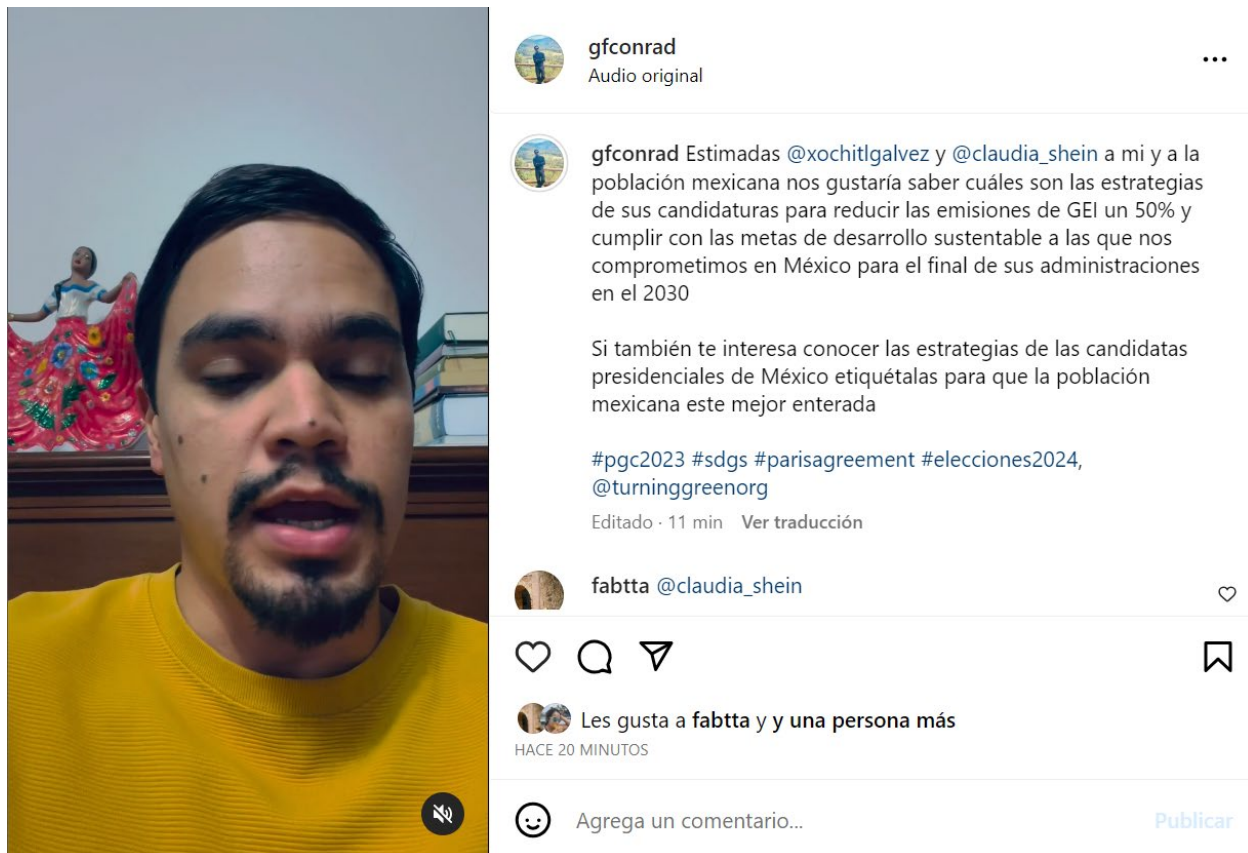 gfconrad
Audio original
gfconrad Estimadas @xochitlgalvez y @claudia_shein a mi y a la
población mexicana nos gustaría saber cuáles son las estrategias
de sus candidaturas para reducir las emisiones de GEI un 50% y
cumplir con las metas de desarrollo sustentable a las que nos
comprometimos en México para el final de sus administraciones
en el 2030
Si también te interesa conocer las estrategias de las candidatas
presidenciales de México etiquétalas para que la población
mexicana este mejor enterada
#pgc2023 #sdgs #parisagreement #elecciones2024,
@turninggreenorg
Editado · 11 min Ver traducción
fabtta @claudia_shein
Les gusta a fabtta y y una persona más
HACE 20 MINUTOS
Agrega un comentario...
Publicar